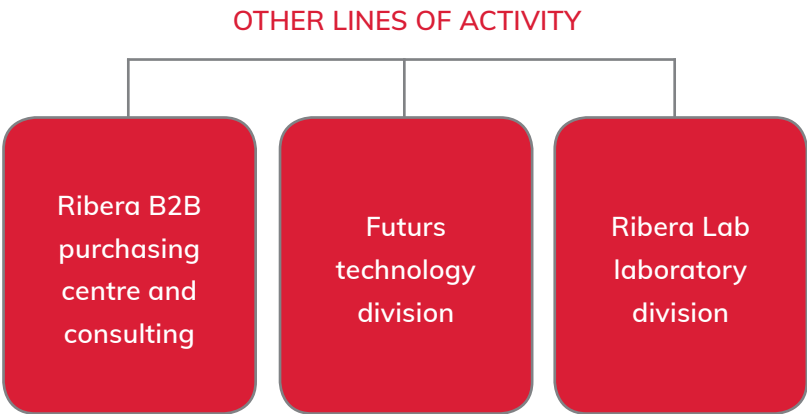 OTHER LINES OF ACTIVITY
Ribera B2B
purchasing
centre and
consulting
Futurs
technology
division
Ribera Lab
laboratory
division